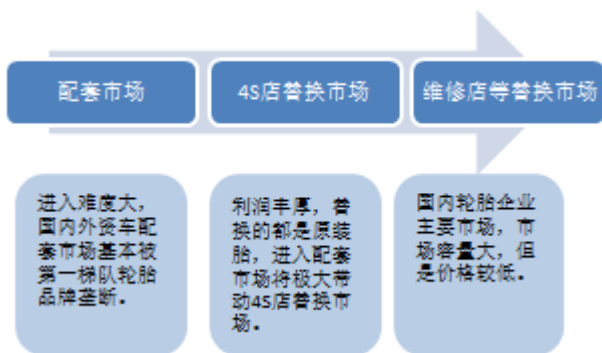 配套市场
4S店替换市场
维修店等替换市场
进入难度大，
国内外资车配
套市场基本被
第一梯队轮胎
品牌垄断。
利润丰厚，替
换的都是原装
胎，进入配套
市场将极大带
动4S店替换市
场。
国内轮胎企业
主要市场，市
场容量大，但
是价格较低。